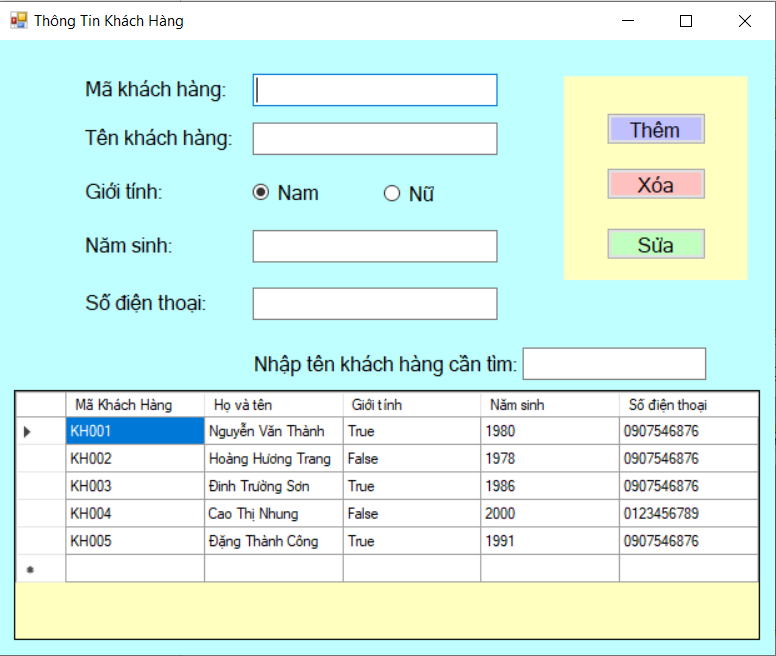 Thông Tin Khách Hàng
Mã khách hàng:
Thêm
Tên khách hàng:
Xóa
Giới tính: Nam Nữ
Năm sinh:
Sửa
Số điện thoại:
Nhập tên khách hàng cần tìm:
Mã Khách Hàng Họ và tên Giới tính Năm sinh Số điện thoại
KH001 Nguyễn Văn Thành True 1980 0907546876
KH002 Hoàng Hương Trang False 1978 0907546876
KH003 Đinh Trường Sơn True 1986 0907546876
KH004 Cao Thị Nhung False 2000 0123456789
KH005 Đặng Thành Công True 1991 0907546876